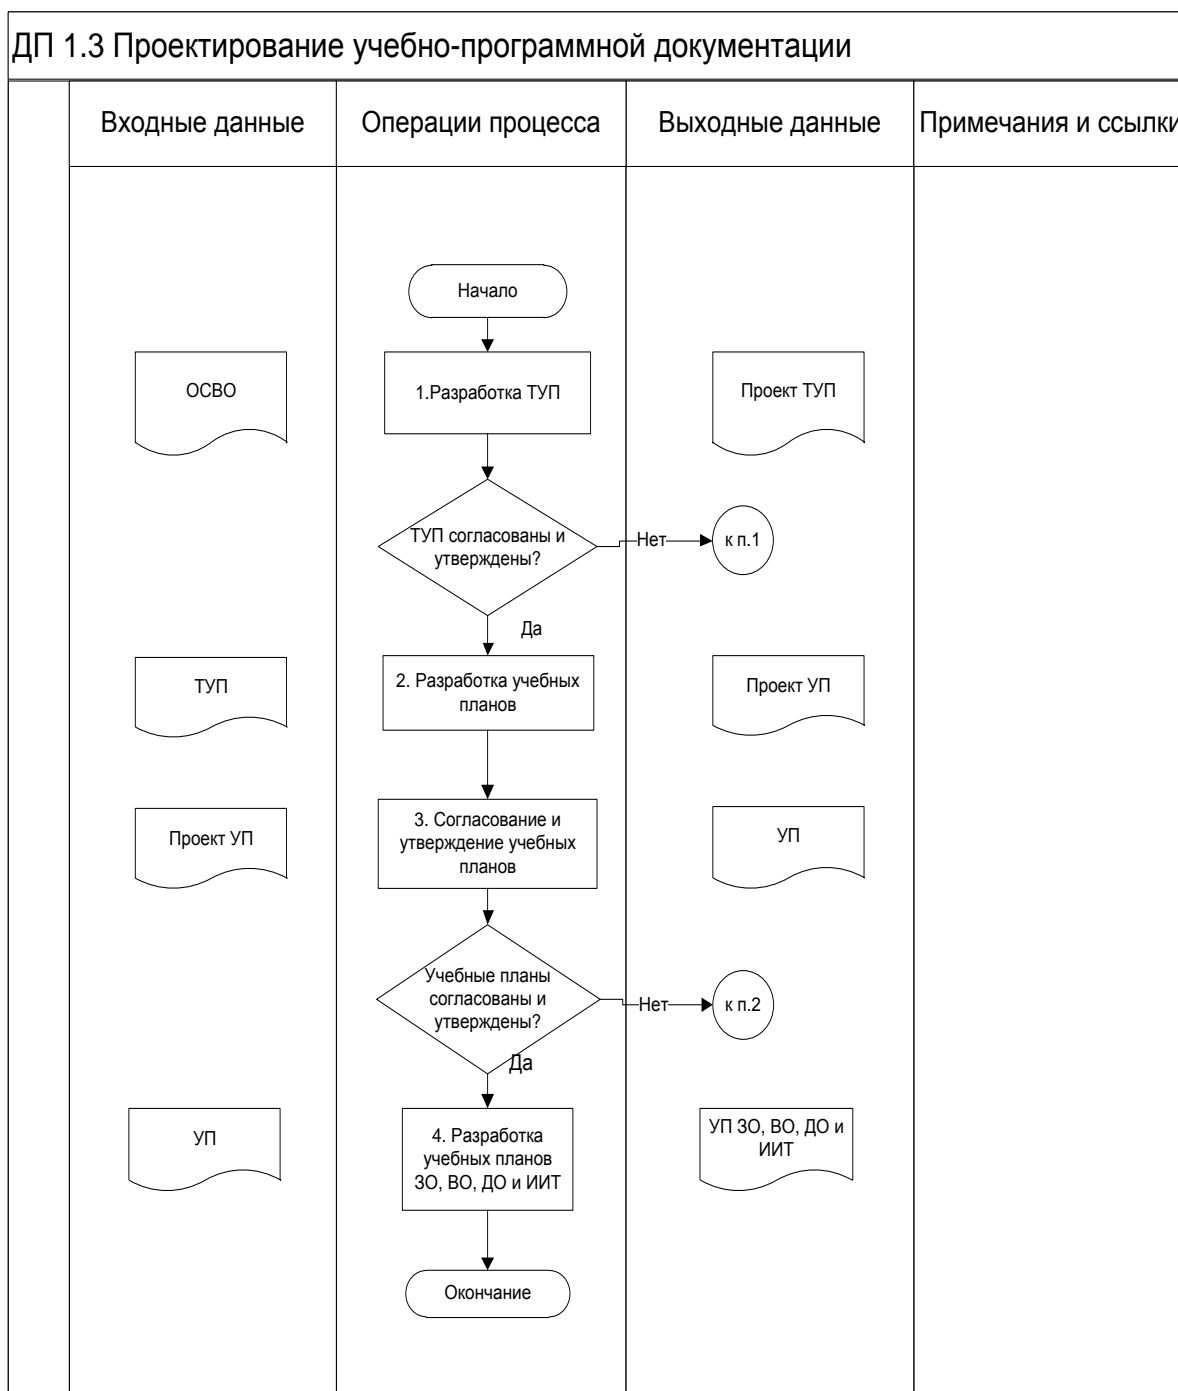 ДП 1.3 Проектирование учебно-программной документации
Входные данные
Операции процесса
Выходные данные
Примечания и ссылки
Начало
ОСВО
1.Разработка ТУП
Проект ТУП
ТУП согласованы и
утверждены?
Нет
к п.1
Да
ТУП
2. Разработка учебных
планов
Проект УП
Проект УП
3. Согласование и
утверждение учебных
планов
УП
Учебные планы
согласованы и
утверждены?
Нет
к п.2
Да
УП
4. Разработка
учебных планов
ЗО, ВО, ДО и ИИТ
УП ЗО, ВО, ДО и
ИИТ
Окончание